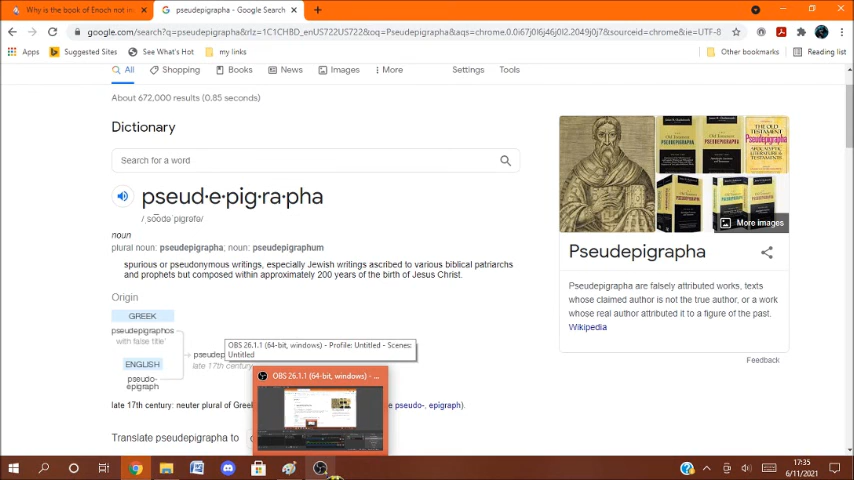 Why is the book of Enoch not in
pseudepigrapha - Google Search
google.com/search?q=pseudepigrapha&rlz=1C1CHBD_enUS722US722&oq=Pseudepigrapha&aqs=chrome.0.0i67j0l6j46j0l2.2049j0j7&sourceid=chrome&ie=UTF-8
Apps
Suggested Sites
See What's Hot
my links
Other bookmarks
Reading list
All
Shopping
Books
News
Images
More
Settings
Tools
About 672,000 results (0.85 seconds)
Dictionary
Search for a word
pseud·e·pig·ra·pha
/ˌso͞odəˈpiɡrəfə/
noun
plural noun: pseudepigrapha; noun: pseudepigraphum
spurious or pseudonymous writings, especially Jewish writings ascribed to various biblical patriarchs
and prophets but composed within approximately 200 years of the birth of Jesus Christ.
Origin
GREEK
pseudepigraphos
with false title'
ENGLISH
pseudo-
epigraph
pseudep
late 17th century
OBS 26.1.1 (64-bit, windows) - Profile: Untitled - Scenes:
Untitled
OBS 26.1.1 (64-bit, windows) - ...
late 17th century: neuter plural of Greek
e pseudo-, epigraph).
Translate pseudepigrapha to
THE OLD
TESTAMENT
Pseudepigrapha
More images
Pseudepigrapha
Pseudepigrapha are falsely attributed works, texts
whose claimed author is not the true author, or a work
whose real author attributed it to a figure of the past.
Wikipedia
Feedback
17:35
6/11/2021